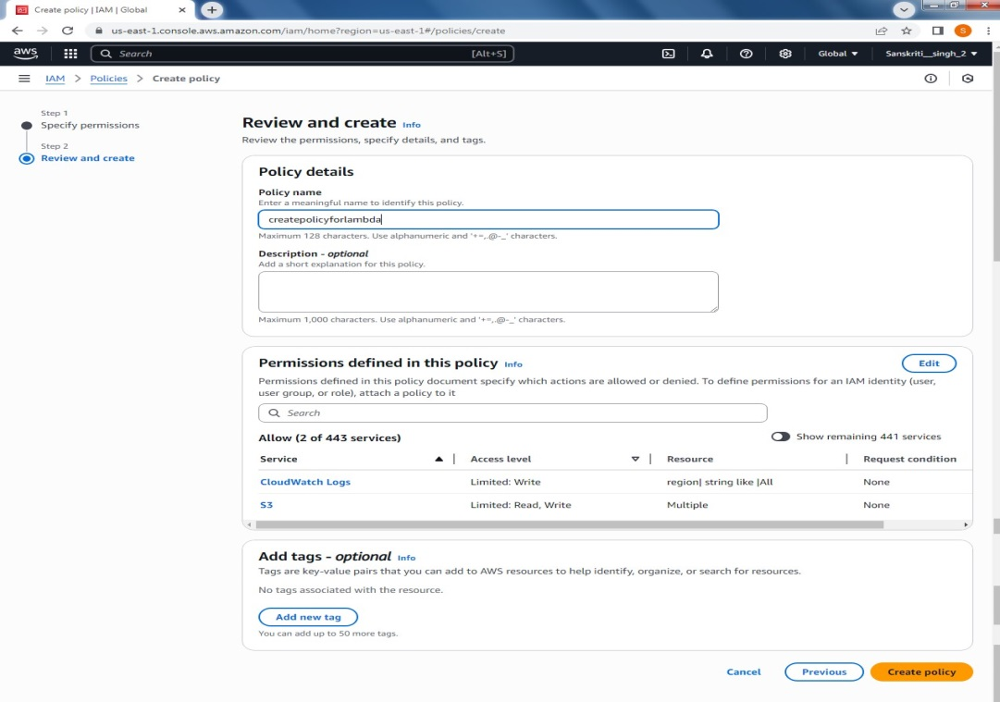 Create policy | IAM | Global
us-east-1.console.aws.amazon.com/iam/home?region=us-east-1#/policies/create
S
aws
Search [Alt+S]
Global
Sanskriti__singh_2
IAM > Policies > Create policy
Step 1
Specify permissions
Step 2
Review and create
Review and create Info
Review the permissions, specify details, and tags.
Policy details
Policy name
Enter a meaningful name to identify this policy.
createpolicyforlambda
Maximum 128 characters. Use alphanumeric and '+=,.@-_' characters.
Description - optional
Add a short explanation for this policy.
Maximum 1,000 characters. Use alphanumeric and '+=,.@-_' characters.
Permissions defined in this policy Info
Edit
Permissions defined in this policy document specify which actions are allowed or denied. To define permissions for an IAM identity (user,
user group, or role), attach a policy to it
Search
Allow (2 of 443 services)
Show remaining 441 services
Service | Access level | Resource | Request condition
CloudWatch Logs Limited: Write region| string like |All None
S3 Limited: Read, Write Multiple None
Add tags - optional Info
Tags are key-value pairs that you can add to AWS resources to help identify, organize, or search for resources.
No tags associated with the resource.
Add new tag
You can add up to 50 more tags.
Cancel Previous Create policy